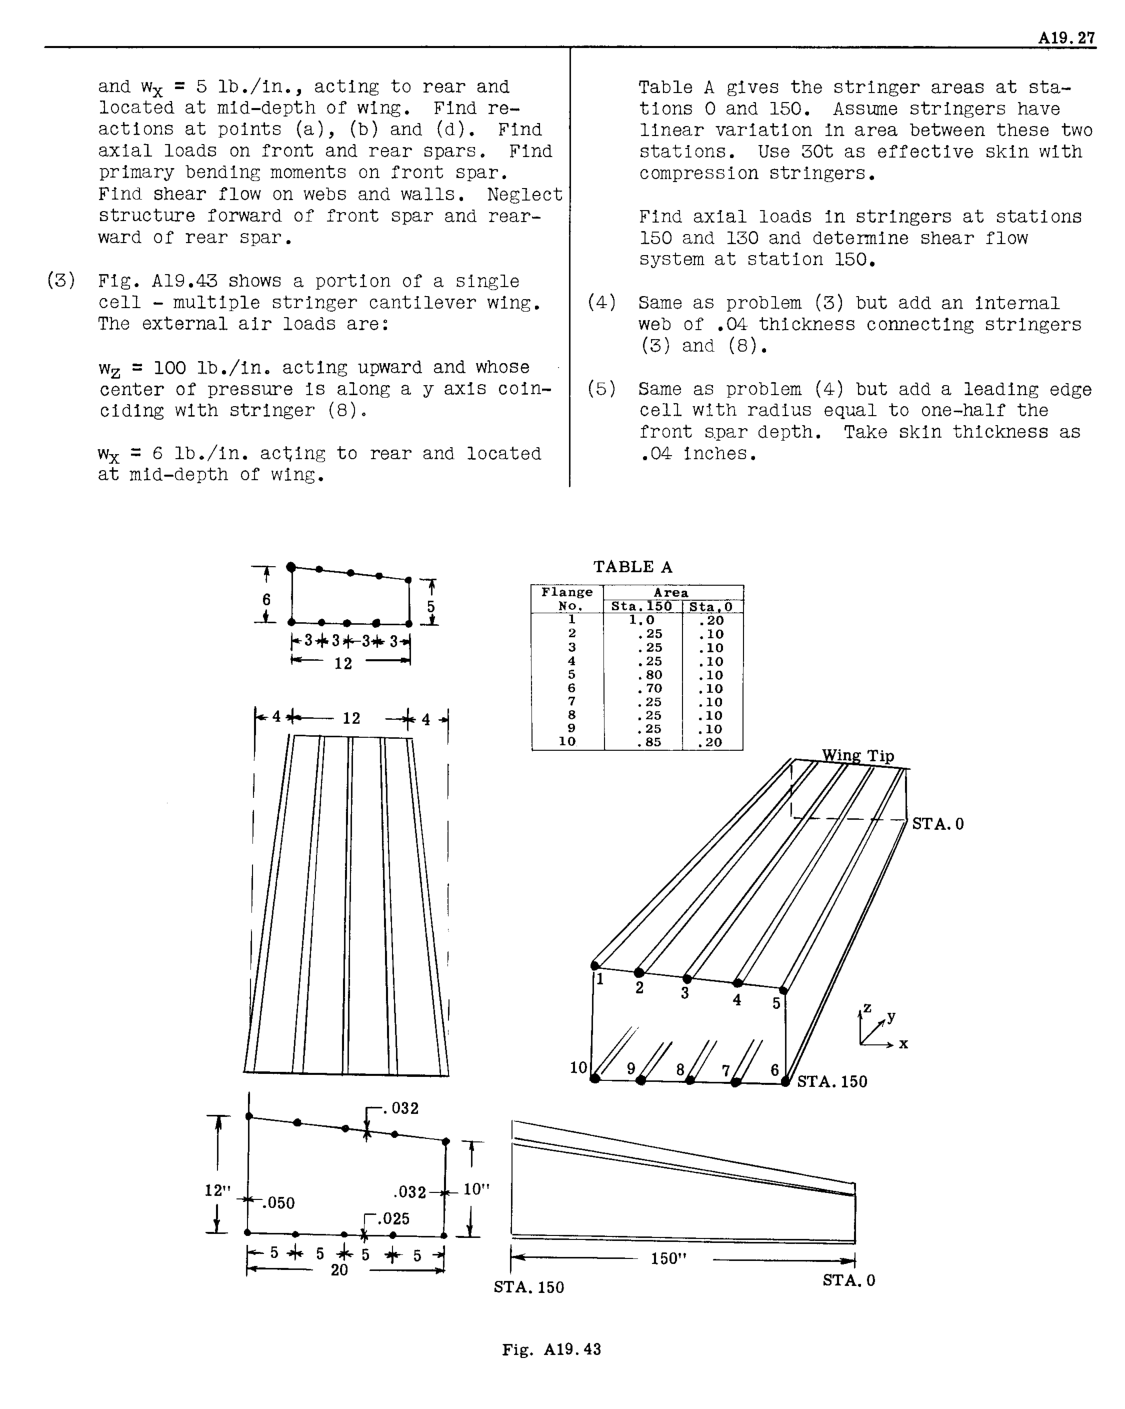 A19.27
and wx = 5 lb./in., acting to rear and
located at mid-depth of wing. Find re-
actions at points (a), (b) and (d). Find
axial loads on front and rear spars. Find
primary bending moments on front spar.
Find shear flow on webs and walls. Neglect
structure forward of front spar and rear-
ward of rear spar.
(3) Fig. A19.43 shows a portion of a single
cell - multiple stringer cantilever wing.
The external air loads are:
wz = 100 lb./in. acting upward and whose
center of pressure is along a y axis coin-
ciding with stringer (8).
wx = 6 lb./in. acting to rear and located
at mid-depth of wing.
Table A gives the stringer areas at sta-
tions 0 and 150. Assume stringers have
linear variation in area between these two
stations. Use 30t as effective skin with
compression stringers.
Find axial loads in stringers at stations
150 and 130 and determine shear flow
system at station 150.
(4) Same as problem (3) but add an internal
web of .04 thickness connecting stringers
(3) and (8).
(5) Same as problem (4) but add a leading edge
cell with radius equal to one-half the
front spar depth. Take skin thickness as
.04 inches.
6
5
3 3 3 3
12
TABLE A
Flange No. Area
Sta.150 Sta.0
1 1.0 .20
2 .25 .10
3 .25 .10
4 .25 .10
5 .80 .10
6 .70 .10
7 .25 .10
8 .25 .10
9 .25 .10
10 .85 .20
4 12 4
Wing Tip
STA. 0
1
2
3
4
5
z
y
x
10 9 8 7 6
STA. 150
.032
12"
.050
.032
10"
.025
5 5 5 5
20
150"
STA. 150
STA. 0
Fig. A19.43